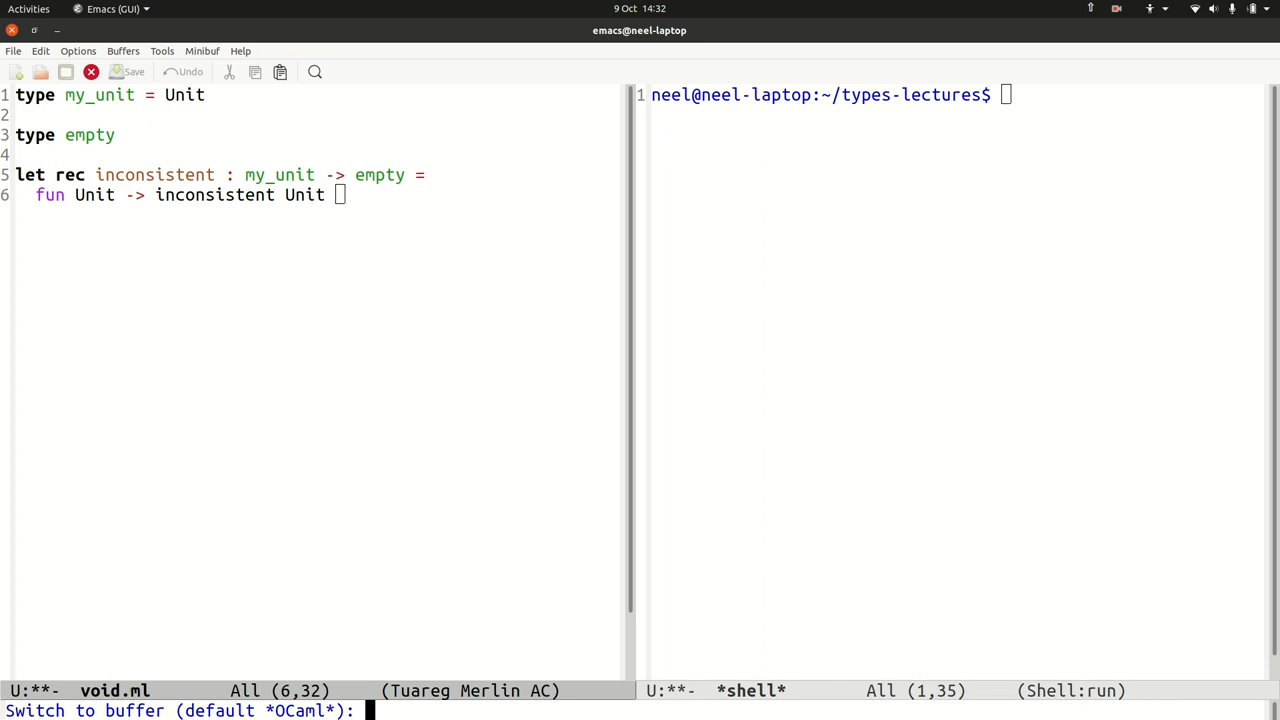 Activities Emacs (GUI) 9 Oct 14:32
emacs@neel-laptop
File Edit Options Buffers Tools Minibuf Help
Save Undo
1 type my_unit = Unit
2
3 type empty
4
5 let rec inconsistent : my_unit -> empty =
6 fun Unit -> inconsistent Unit
1 neel@neel-laptop:~/types-lectures$
U:**- void.ml All (6,32) (Tuareg Merlin AC)
U:**- *shell* All (1,35) (Shell:run)
Switch to buffer (default *OCaml*):